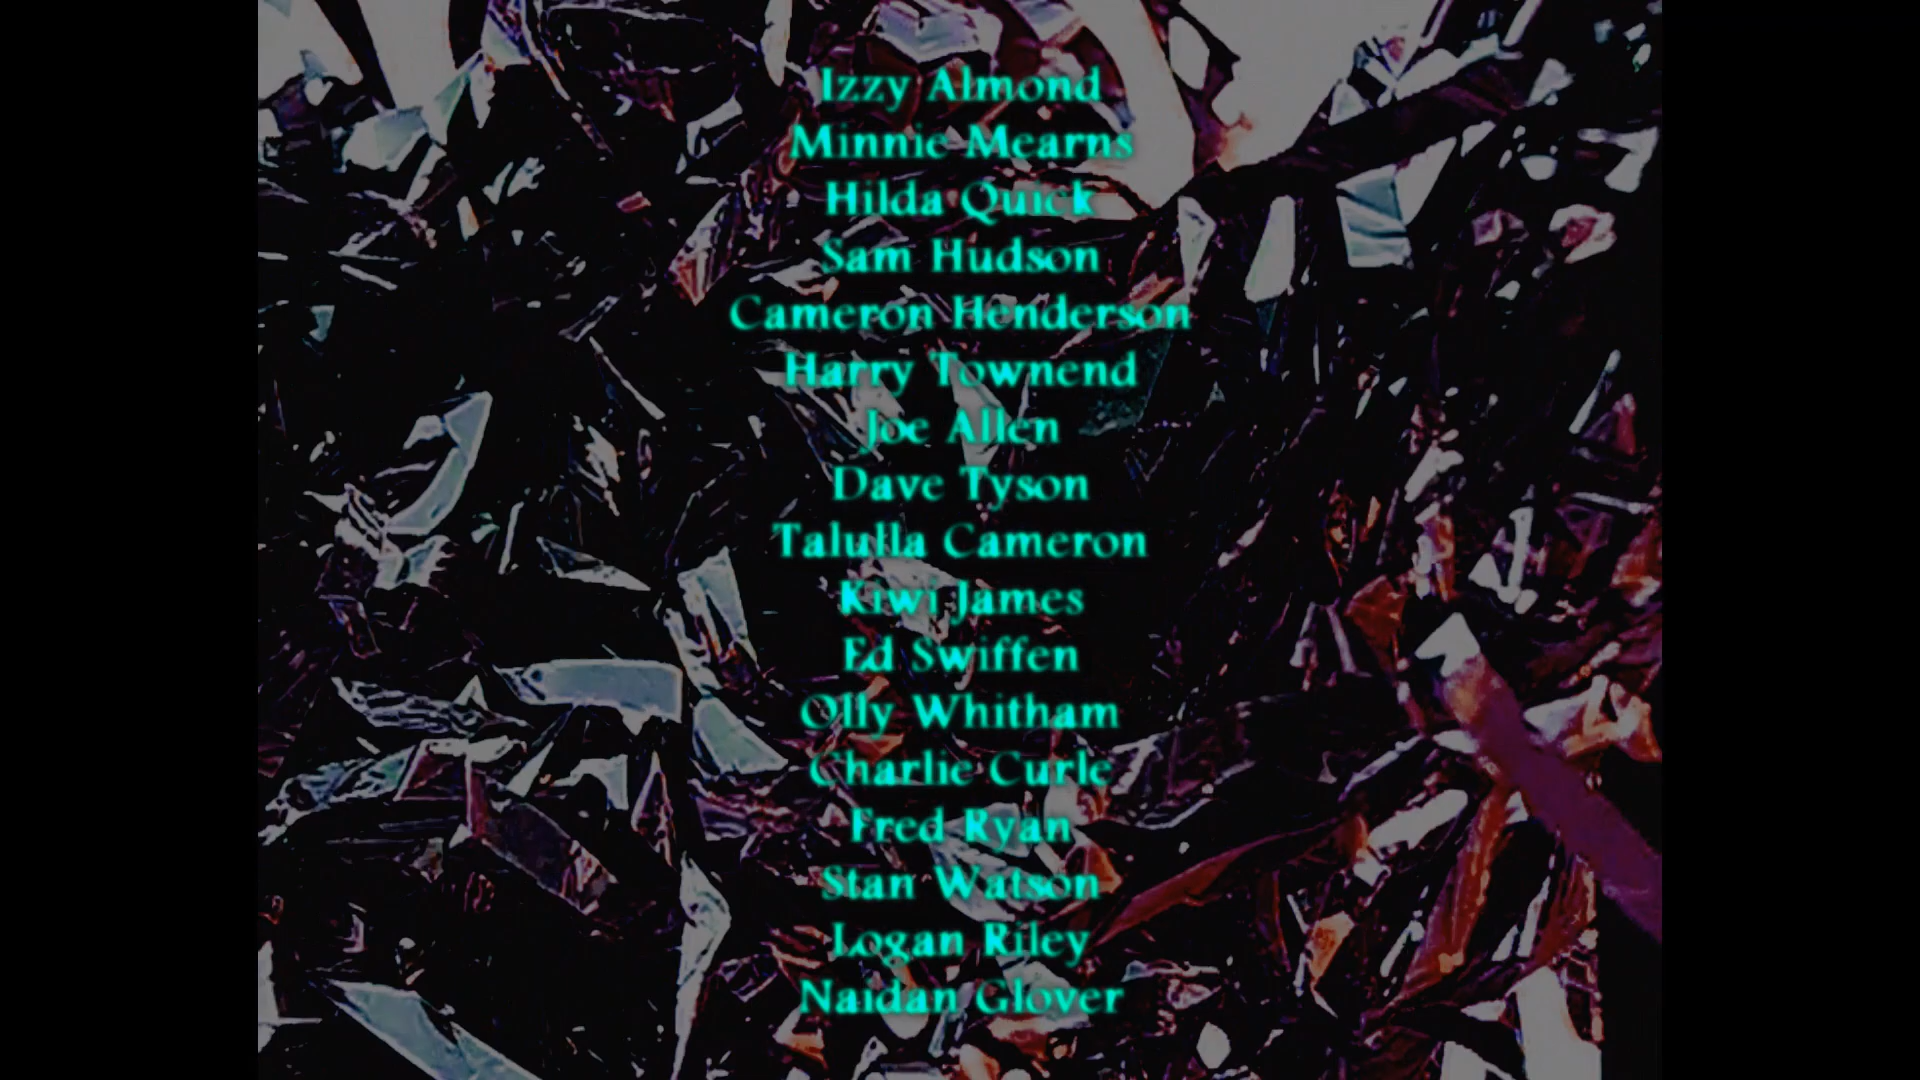 Izzy Almond
Minnie Mearns
Hilda Quick
Sam Hudson
Cameron Henderson
Harry Townend
Joe Allen
Dave Tyson
Talulla Cameron
Kiwi James
Ed Swiffen
Olly Whitham
Charlie Curle
Fred Ryan
Stan Watson
Logan Riley
Naidan Glover